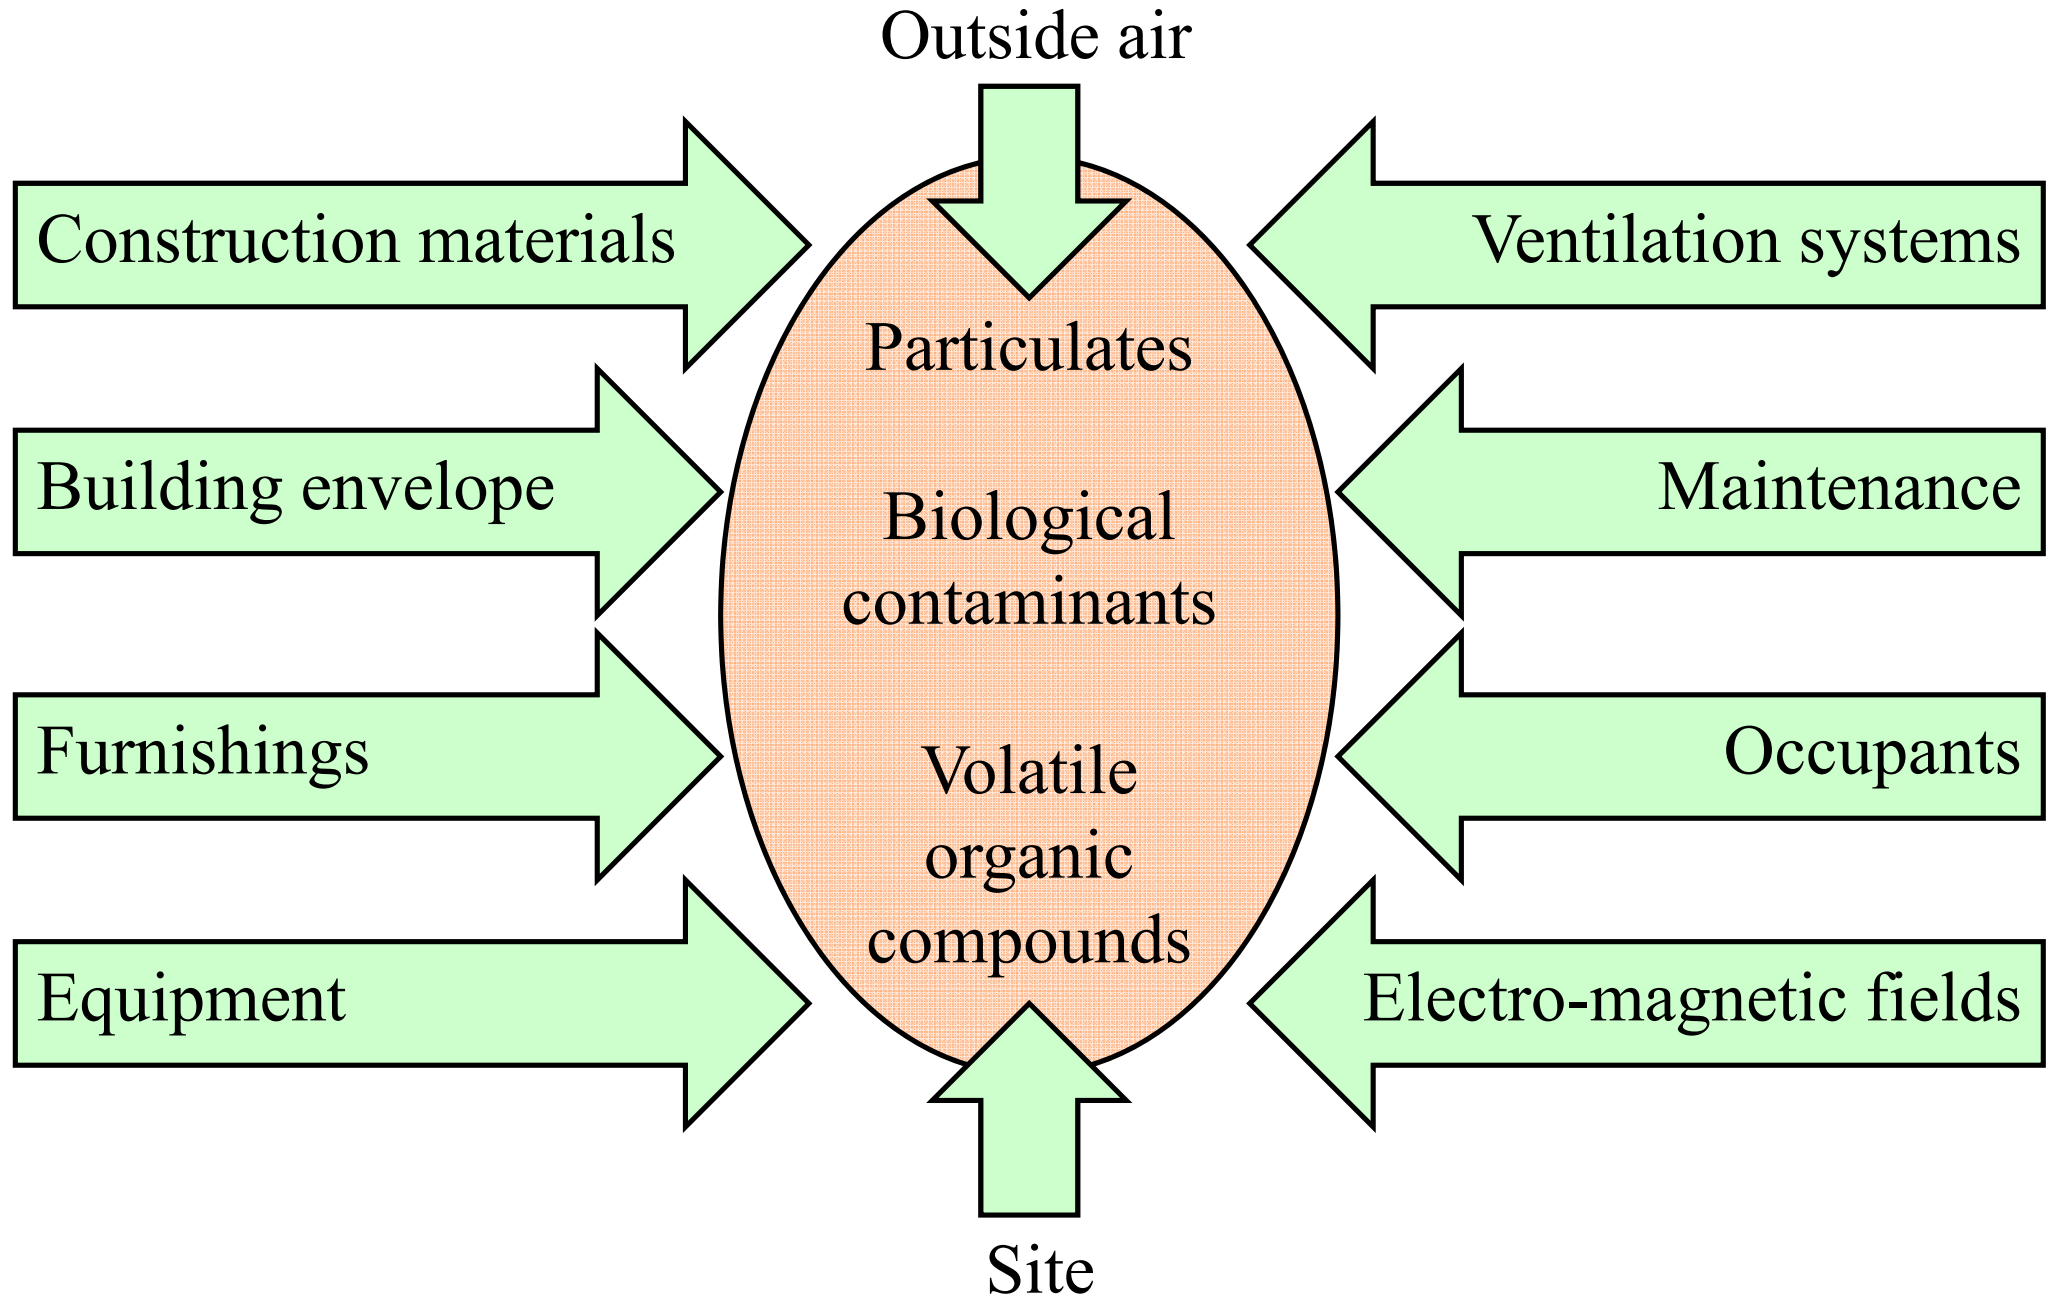 Outside air
Construction materials
Ventilation systems
Particulates
Building envelope
Maintenance
Biological
contaminants
Furnishings
Occupants
Volatile
organic
compounds
Equipment
Electro-magnetic fields
Site